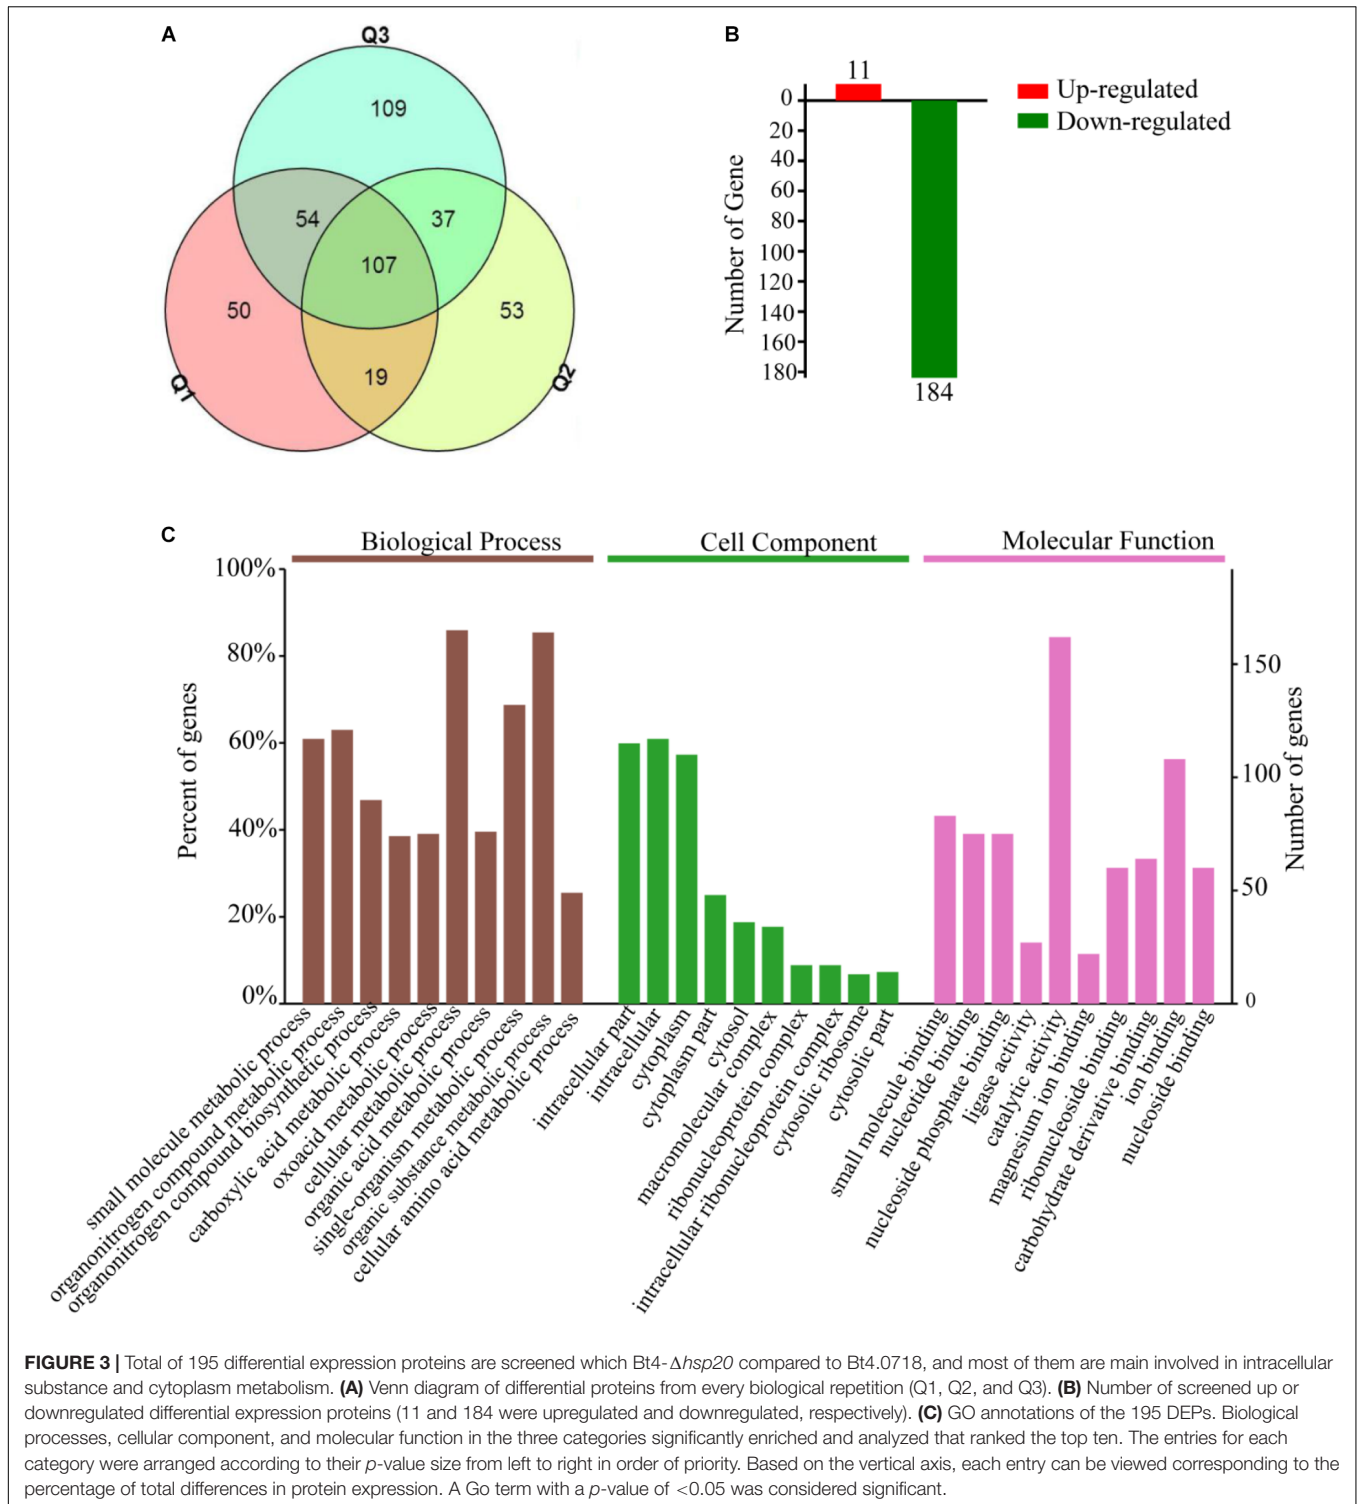 A
Q3
109
54
37
107
50
53
19
Q1
Q2
B
11
0
20
40
60
80
100
120
140
160
180
Number of Gene
184
Up-regulated
Down-regulated
C
Biological Process
Cell Component
Molecular Function
100%
80%
60%
40%
20%
0%
Percent of genes
150
100
50
0
Number of genes
small molecule metabolic process
organonitrogen compound metabolic process
organonitrogen compound biosynthetic process
carboxylic acid metabolic process
oxoacid metabolic process
cellular metabolic process
organic acid metabolic process
single-organism metabolic process
organic substance metabolic process
cellular amino acid metabolic process
intracellular part
intracellular
cytoplasm
cytoplasm part
cytosol
macromolecular complex
ribonucleoprotein complex
intracellular ribonucleoprotein complex
cytosolic ribosome
cytosolic part
small molecule binding
nucleotide binding
nucleoside phosphate binding
ligase activity
catalytic activity
magnesium ion binding
ribonucleoside binding
carbohydrate derivative binding
ion binding
nucleoside binding
FIGURE 3 | Total of 195 differential expression proteins are screened which Bt4-Δhsp20 compared to Bt4.0718, and most of them are main involved in intracellular
substance and cytoplasm metabolism. (A) Venn diagram of differential proteins from every biological repetition (Q1, Q2, and Q3). (B) Number of screened up or
downregulated differential expression proteins (11 and 184 were upregulated and downregulated, respectively). (C) GO annotations of the 195 DEPs. Biological
processes, cellular component, and molecular function in the three categories significantly enriched and analyzed that ranked the top ten. The entries for each
category were arranged according to their p-value size from left to right in order of priority. Based on the vertical axis, each entry can be viewed corresponding to the
percentage of total differences in protein expression. A Go term with a p-value of <0.05 was considered significant.